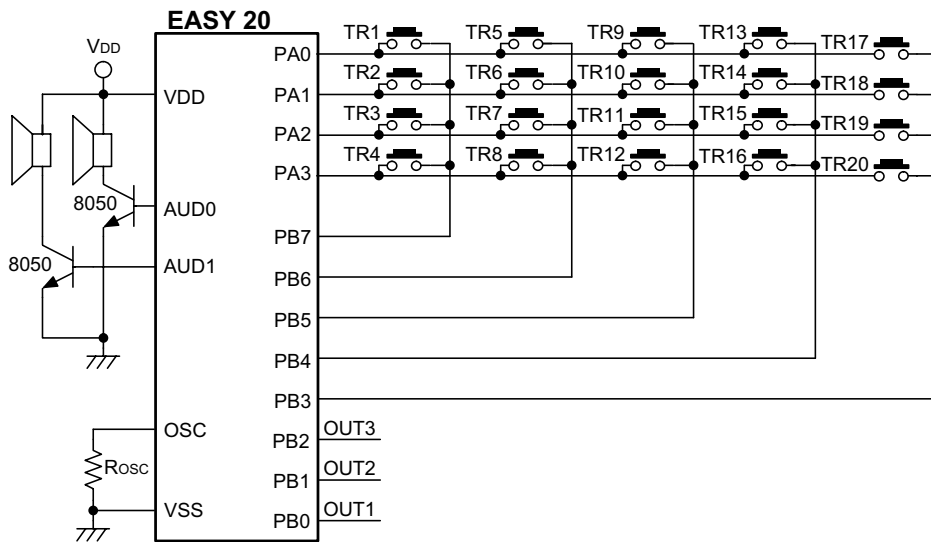 EASY 20
VDD
VDD
AUD0
AUD1
OSC
VSS
8050
8050
ROSC
PA0
PA1
PA2
PA3
PB7
PB6
PB5
PB4
PB3
PB2
PB1
PB0
OUT3
OUT2
OUT1
TR1 TR5 TR9 TR13 TR17
TR2 TR6 TR10 TR14 TR18
TR3 TR7 TR11 TR15 TR19
TR4 TR8 TR12 TR16 TR20